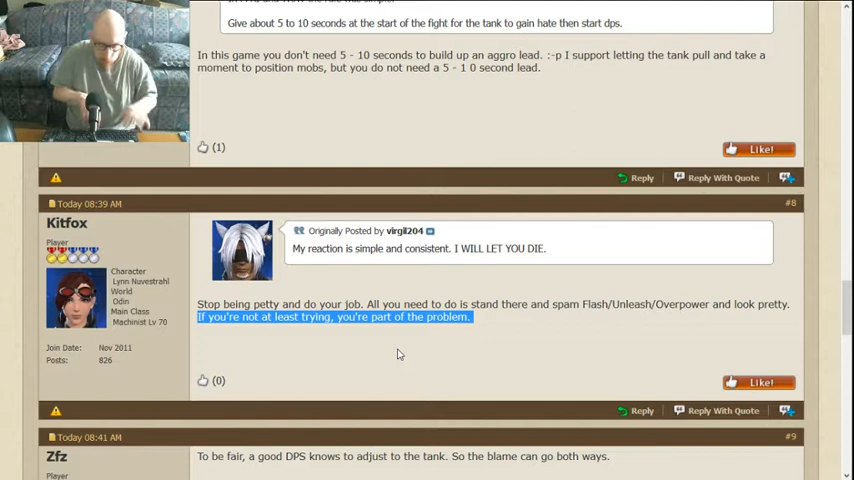 Give about 5 to 10 seconds at the start of the fight for the tank to gain hate then start dps.
In this game you don't need 5 - 10 seconds to build up an aggro lead. :-p I support letting the tank pull and take a
moment to position mobs, but you do not need a 5 - 1 0 second lead.
(1)
Like!
Reply
Reply With Quote
Today 08:39 AM
#8
Kitfox
Player
Character
Lynn Nuvestrahl
World
Odin
Main Class
Machinist Lv 70
Join Date: Nov 2011
Posts: 826
Originally Posted by virgil204
My reaction is simple and consistent. I WILL LET YOU DIE.
Stop being petty and do your job. All you need to do is stand there and spam Flash/Unleash/Overpower and look pretty.
If you're not at least trying, you're part of the problem.
(0)
Like!
Reply
Reply With Quote
Today 08:41 AM
#9
Zfz
Player
To be fair, a good DPS knows to adjust to the tank. So the blame can go both ways.